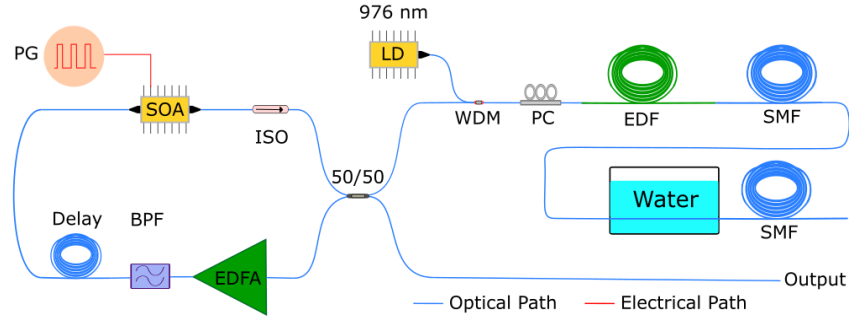 976 nm
PG
LD
SOA
ISO
WDM
PC
EDF
SMF
50/50
Delay
BPF
EDFA
Water
SMF
Output
Optical Path
Electrical Path